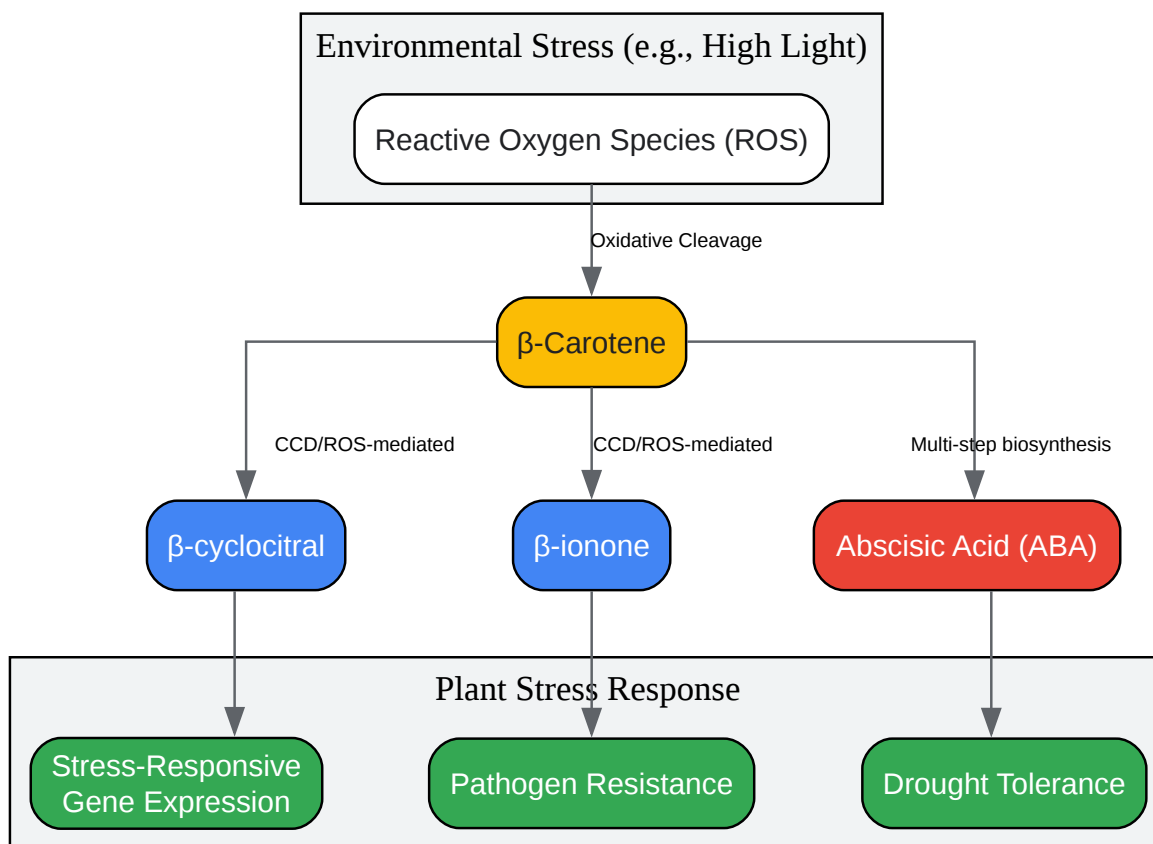 Environmental Stress (e.g., High Light)
Reactive Oxygen Species (ROS)
Oxidative Cleavage
β-Carotene
CCD/ROS-mediated
CCD/ROS-mediated
Multi-step biosynthesis
β-cyclocitral
β-ionone
Abscisic Acid (ABA)
Plant Stress Response
Stress-Responsive
Gene Expression
Pathogen Resistance
Drought Tolerance